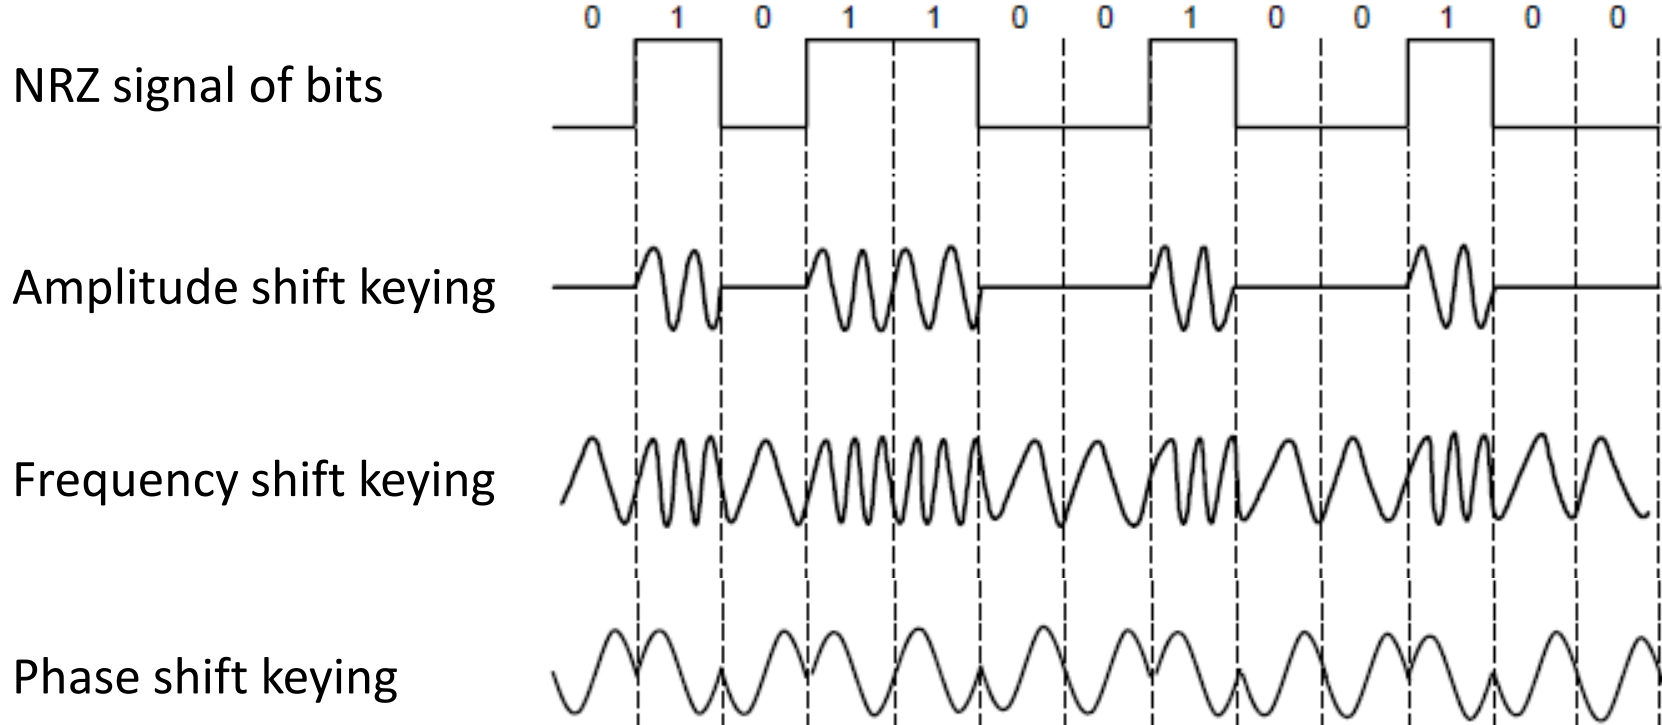 0 1 0 1 1 0 0 1 0 0 1 0 0
NRZ signal of bits
Amplitude shift keying
Frequency shift keying
Phase shift keying